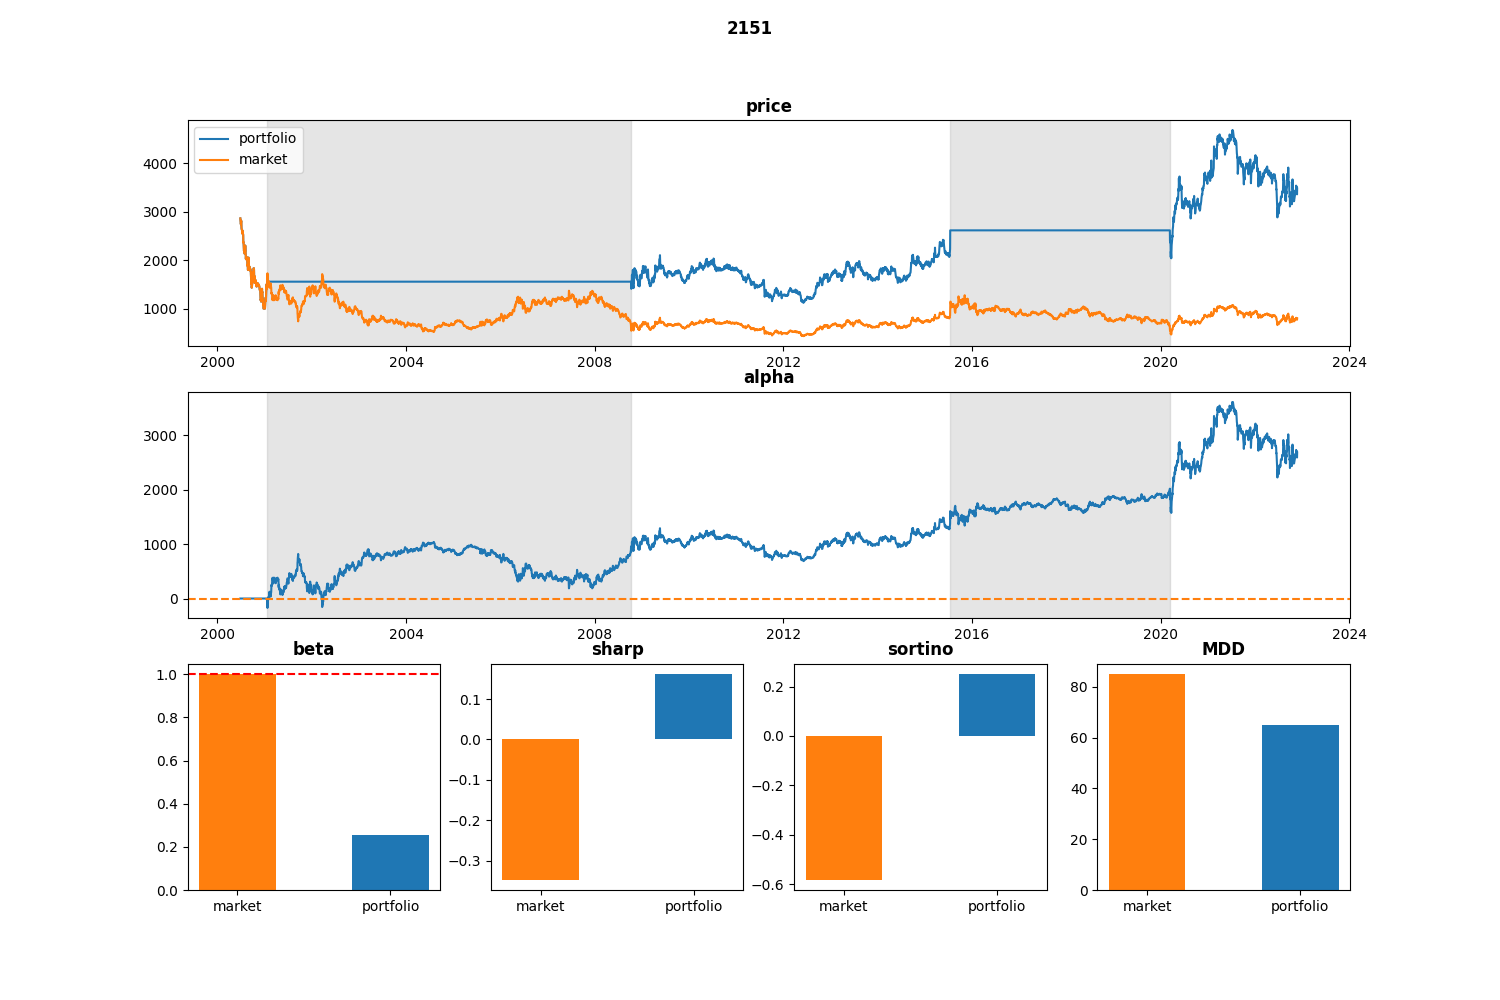 2151
price
portfolio
market
4000
3000
2000
1000
2000 2004 2008 2012 2016 2020 2024
alpha
3000
2000
1000
0
2000 2004 2008 2012 2016 2020 2024
beta
1.0
0.8
0.6
0.4
0.2
0.0
market portfolio
sharp
0.1
0.0
−0.1
−0.2
−0.3
market portfolio
sortino
0.2
0.0
−0.2
−0.4
−0.6
market portfolio
MDD
80
60
40
20
0
market portfolio